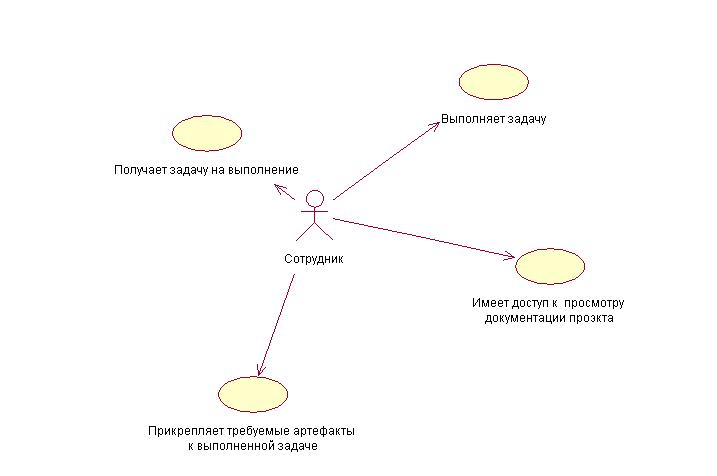 Выполняет задачу
Получает задачу на выполнение
Сотрудник
Имеет доступ к просмотру
документации проэкта
Прикрепляет требуемые артефакты
к выполненной задаче